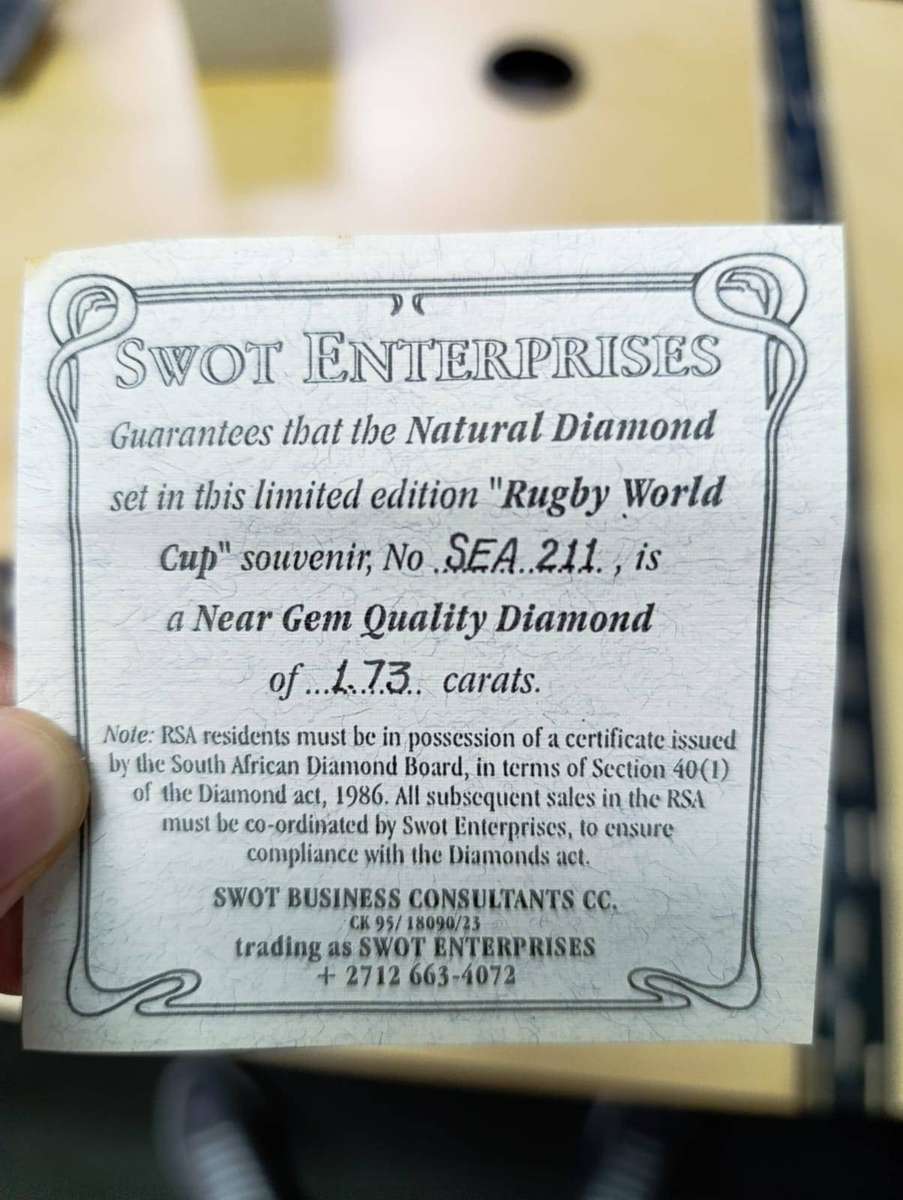 SWOT ENTERPRISES
Guarantees that the Natural Diamond
set in this limited edition "Rugby World
Cup" souvenir, No .SEA..211. , is
a Near Gem Quality Diamond
of ...1.73.. carats.
Note: RSA residents must be in possession of a certificate issued
by the South African Diamond Board, in terms of Section 40(1)
of the Diamond act, 1986. All subsequent sales in the RSA
must be co-ordinated by Swot Enterprises, to ensure
compliance with the Diamonds act.
SWOT BUSINESS CONSULTANTS CC.
CK 95/ 18090/23
trading as SWOT ENTERPRISES
+ 2712 663-4072